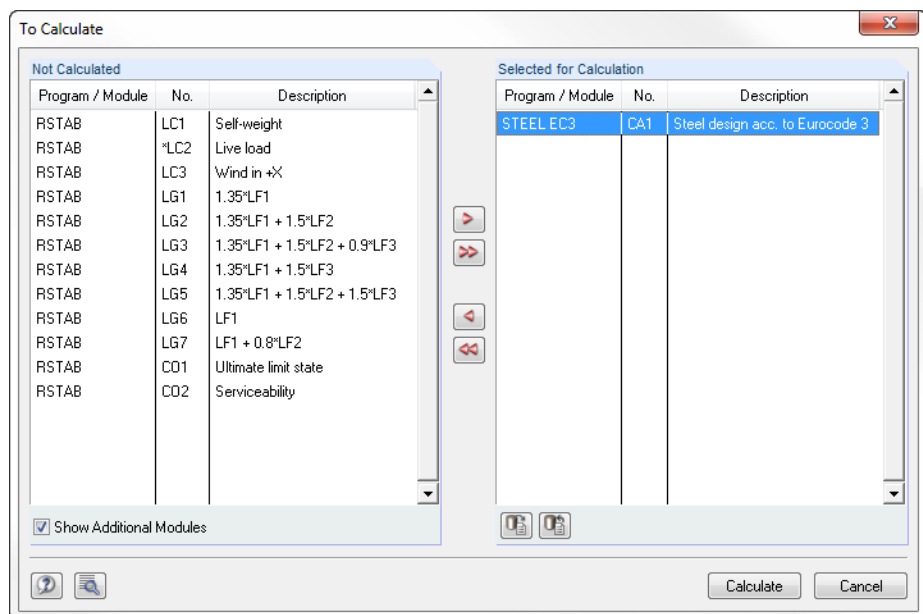 To Calculate
Not Calculated
Program / Module No. Description
RSTAB LC1 Self-weight
RSTAB *LC2 Live load
RSTAB LC3 Wind in +X
RSTAB LG1 1.35*LF1
RSTAB LG2 1.35*LF1 + 1.5*LF2
RSTAB LG3 1.35*LF1 + 1.5*LF2 + 0.9*LF3
RSTAB LG4 1.35*LF1 + 1.5*LF3
RSTAB LG5 1.35*LF1 + 1.5*LF2 + 1.5*LF3
RSTAB LG6 LF1
RSTAB LG7 LF1 + 0.8*LF2
RSTAB CO1 Ultimate limit state
RSTAB CO2 Serviceability
Show Additional Modules
Selected for Calculation
Program / Module No. Description
STEEL EC3 CA1 Steel design acc. to Eurocode 3
Calculate Cancel